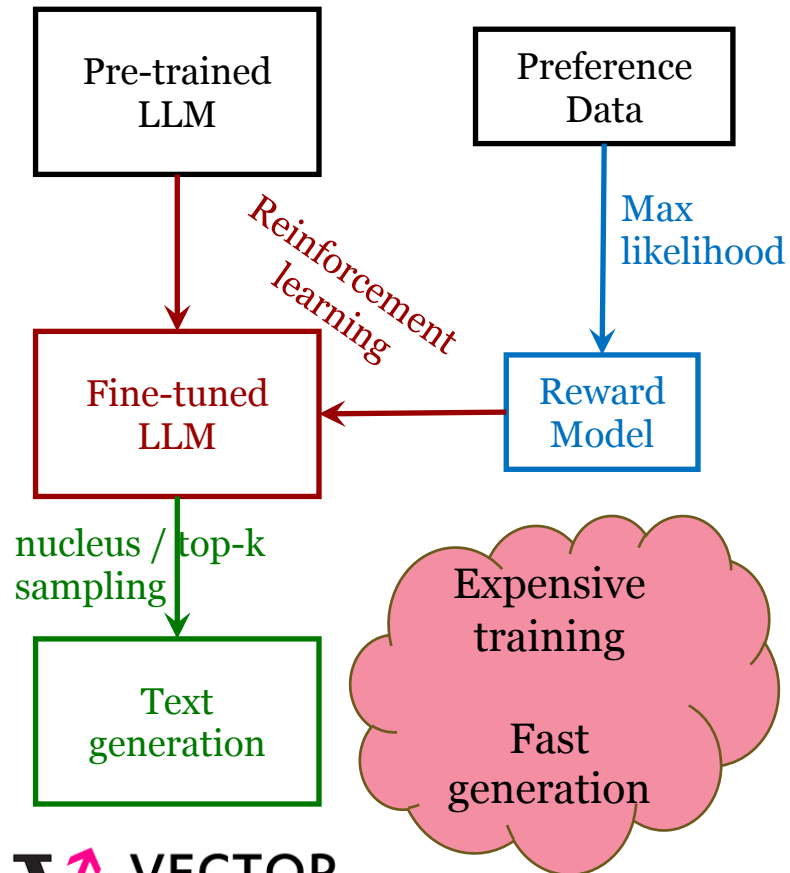 Pre-trained
LLM
Preference
Data
Reinforcement
learning
Max
likelihood
Fine-tuned
LLM
Reward
Model
nucleus / top-k
sampling
Expensive
training
Text
generation
Fast
generation
VECTOR